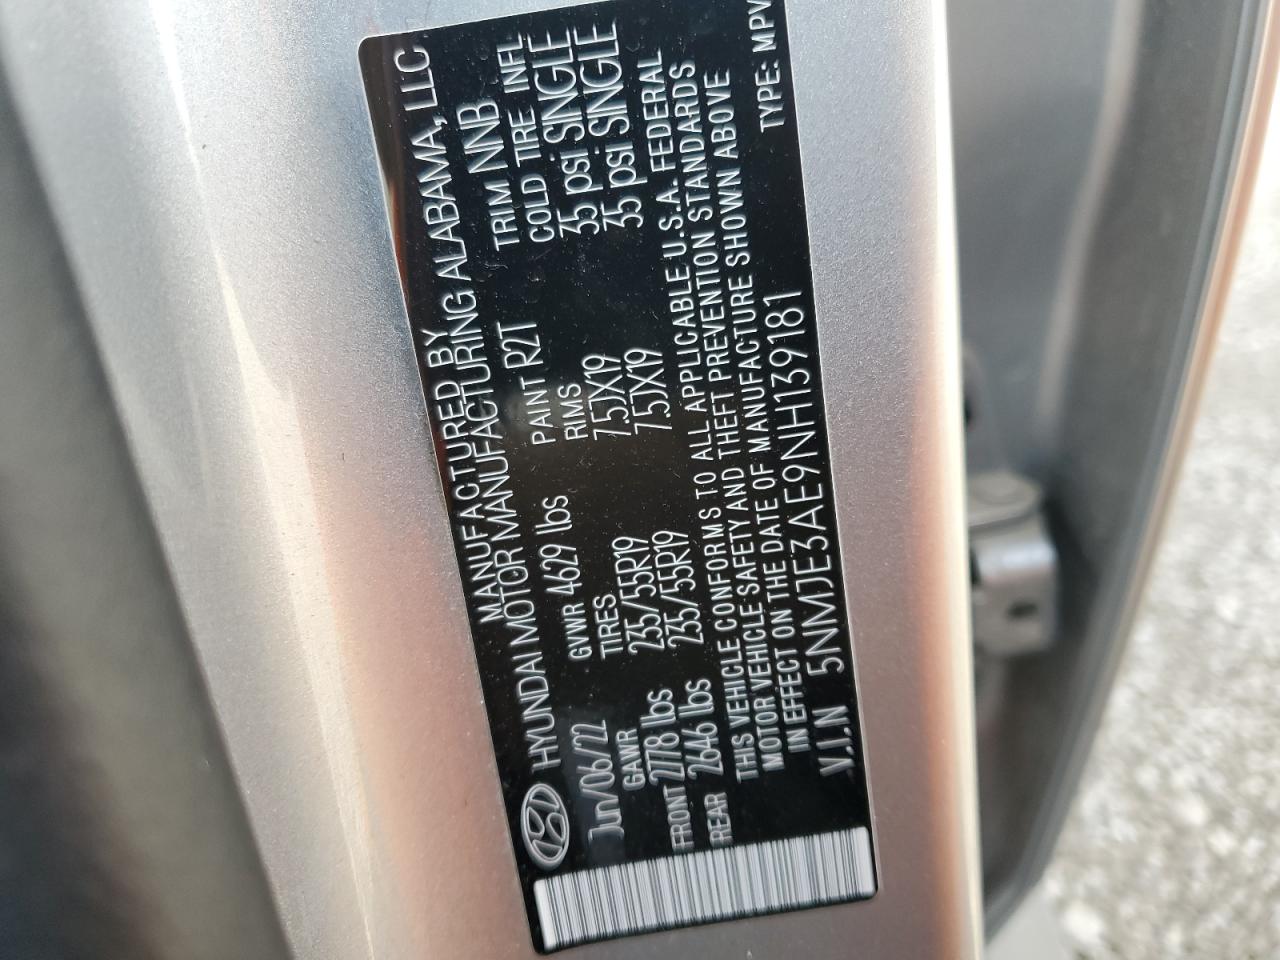 MANUFACTURED BY
HYUNDAI MOTOR MANUFACTURING ALABAMA, LLC
Jun/06/22 GVWR 4629 lbs PAINT R2T TRIM NNB
GAWR TIRES RIMS COLD TIRE INFL
FRONT 2778 lbs 235/55R19 7.5JX19 35 psi SINGLE
REAR 2646 lbs 235/55R19 7.5JX19 35 psi SINGLE
THIS VEHICLE CONFORMS TO ALL APPLICABLE U.S.A. FEDERAL
MOTOR VEHICLE SAFETY AND THEFT PREVENTION STANDARDS
IN EFFECT ON THE DATE OF MANUFACTURE SHOWN ABOVE
V.I.N 5NMJE3AE9NH139181 TYPE: MPV